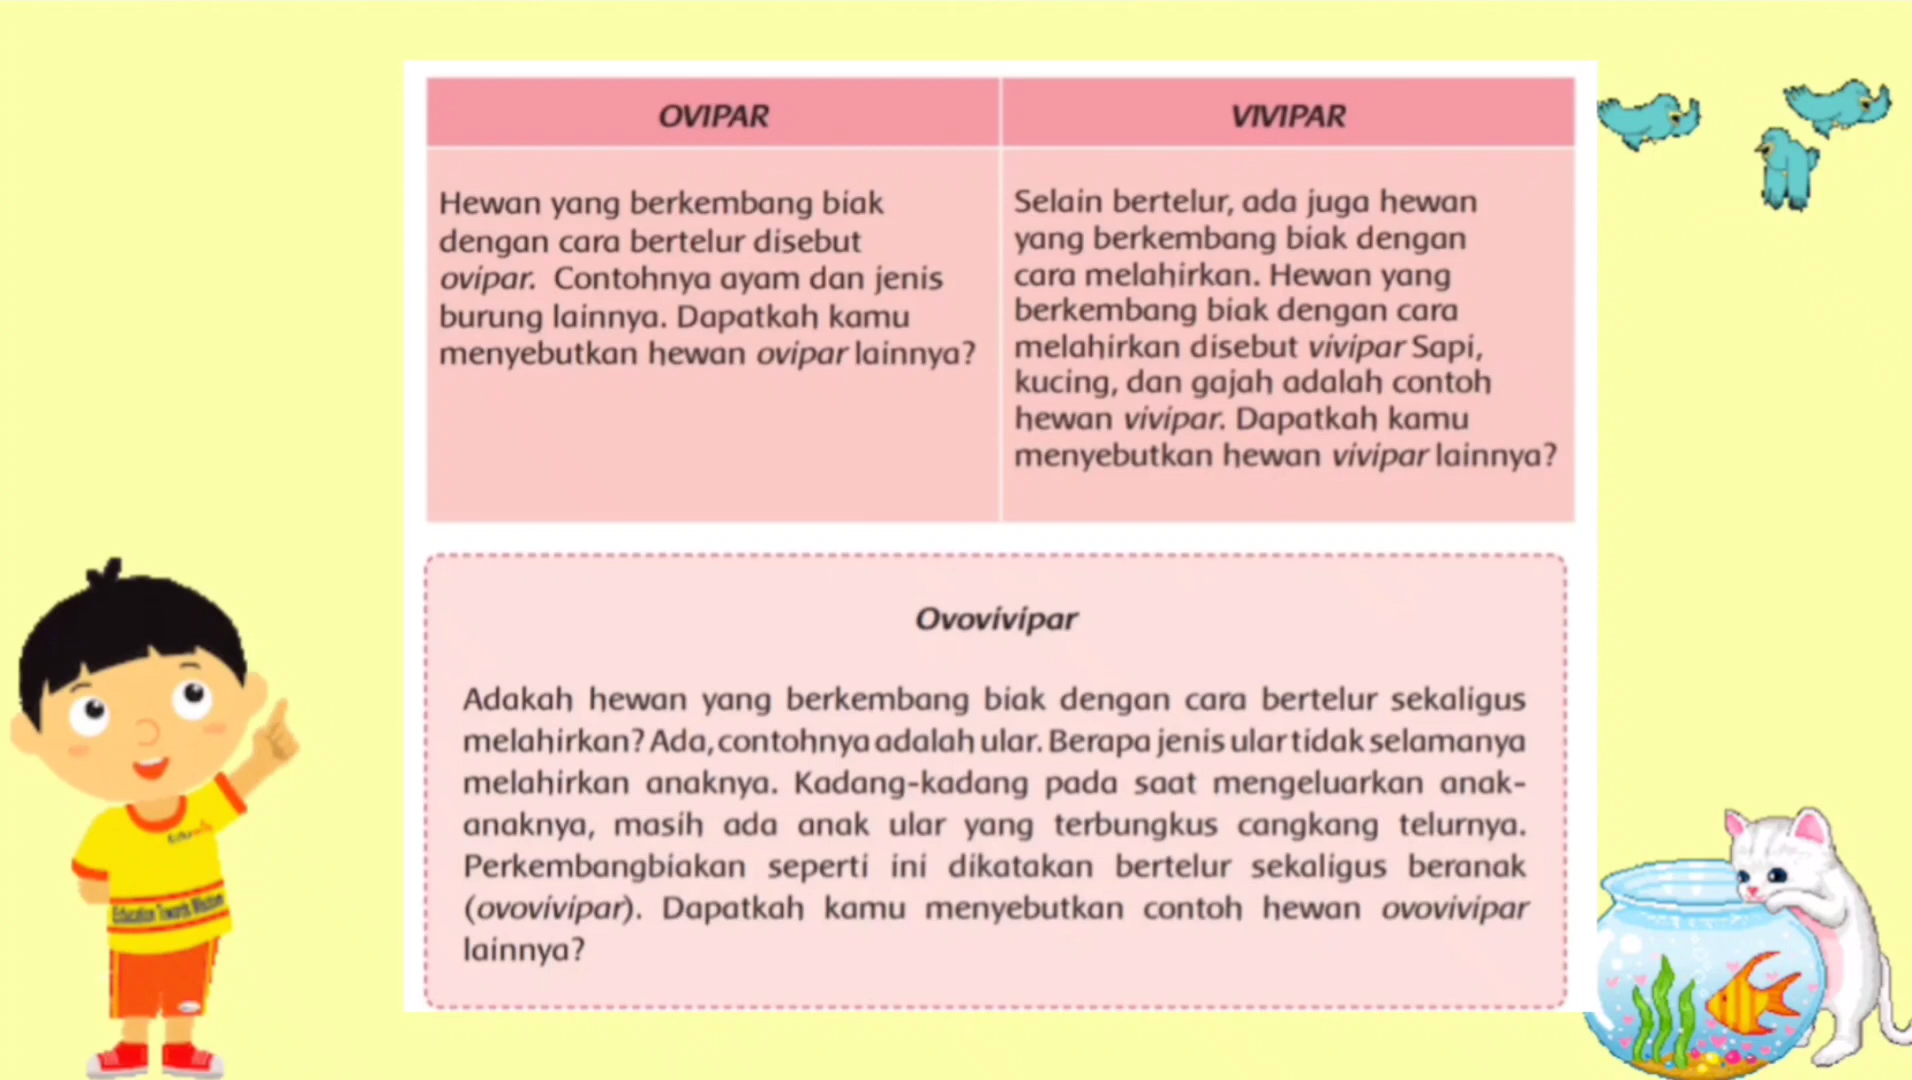 OVIPAR
Hewan yang berkembang biak
dengan cara bertelur disebut
ovipar. Contohnya ayam dan jenis
burung lainnya. Dapatkah kamu
menyebutkan hewan ovipar lainnya?
VIVIPAR
Selain bertelur, ada juga hewan
yang berkembang biak dengan
cara melahirkan. Hewan yang
berkembang biak dengan cara
melahirkan disebut vivipar Sapi,
kucing, dan gajah adalah contoh
hewan vivipar. Dapatkah kamu
menyebutkan hewan vivipar lainnya?
Ovovivipar
Adakah hewan yang berkembang biak dengan cara bertelur sekaligus
melahirkan? Ada, contohnya adalah ular. Berapa jenis ular tidak selamanya
melahirkan anaknya. Kadang-kadang pada saat mengeluarkan anak-
anaknya, masih ada anak ular yang terbungkus cangkang telurnya.
Perkembangbiakan seperti ini dikatakan bertelur sekaligus beranak
(ovovivipar). Dapatkah kamu menyebutkan contoh hewan ovovivipar
lainnya?
Education Towards Wisdom